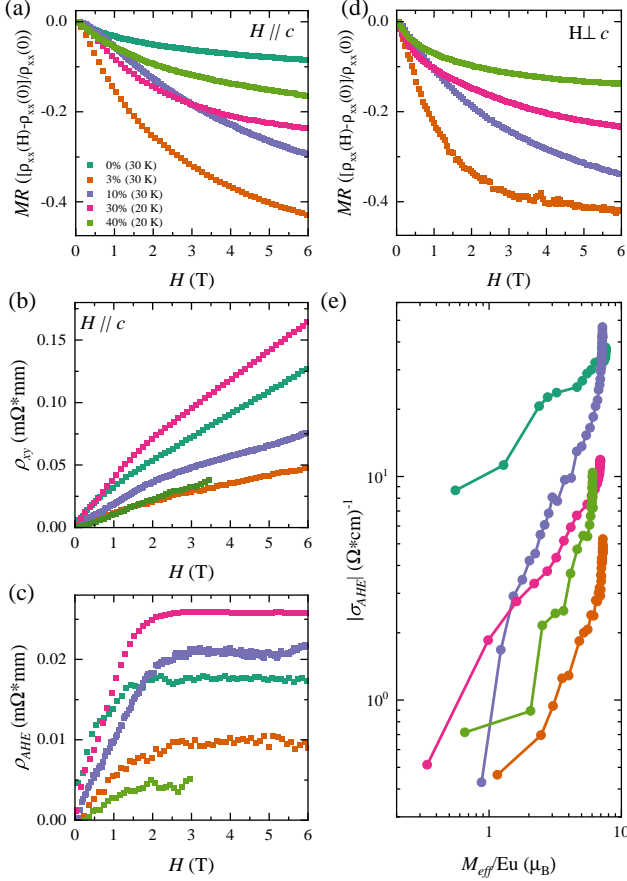 (a)
H // c
MR ([ρxx(H)-ρxx(0)]/ρxx(0))
0.0
-0.2
-0.4
0% (30 K)
3% (30 K)
10% (30 K)
30% (20 K)
40% (20 K)
0 1 2 3 4 5 6
H (T)
(d)
H⊥ c
MR ([ρxx(H)-ρxx(0)]/ρxx(0))
0.0
-0.2
-0.4
0 1 2 3 4 5 6
H (T)
(b)
H // c
ρxy (mΩ*mm)
0.15
0.10
0.05
0.00
0 1 2 3 4 5 6
H (T)
(c)
ρAHE (mΩ*mm)
0.02
0.01
0.00
0 1 2 3 4 5 6
H (T)
(e)
|σAHE| (Ω*cm)-1
10¹
10⁰
1 10
Meff/Eu (μB)